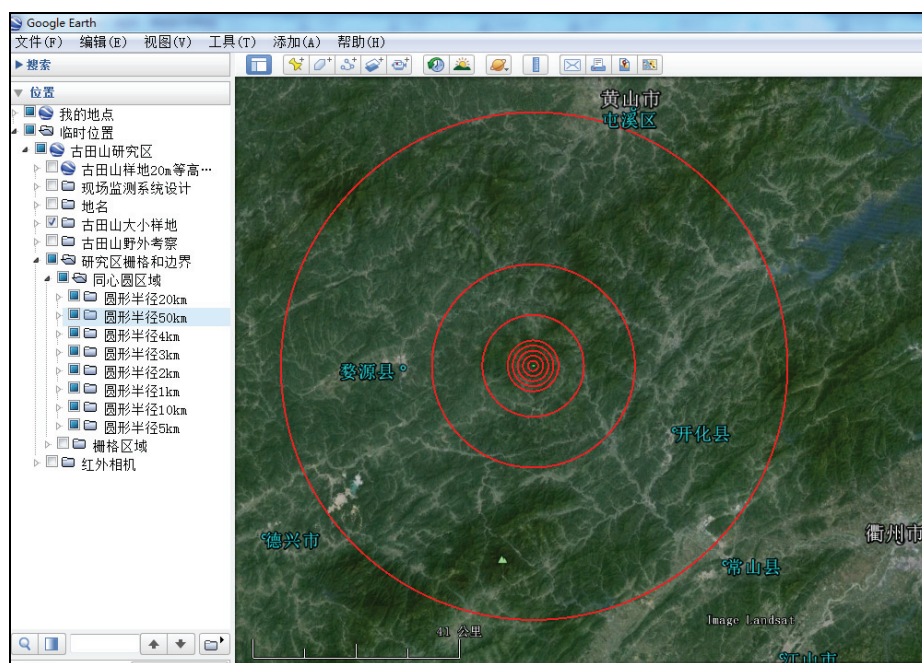 Google Earth
文件(F) 编辑(E) 视图(V) 工具(T) 添加(A) 帮助(H)
搜索
位置
我的地点
临时位置
古田山研究区
古田山样地20m等高…
现场监测系统设计
地名
古田山大小样地
古田山野外考察
研究区栅格和边界
同心圆区域
圆形半径20km
圆形半径50km
圆形半径4km
圆形半径3km
圆形半径2km
圆形半径1km
圆形半径10km
圆形半径5km
栅格区域
红外相机
黄山市
屯溪区
婺源县
开化县
德兴市
衢州市
常山县
Image Landsat
41 公里
江山市